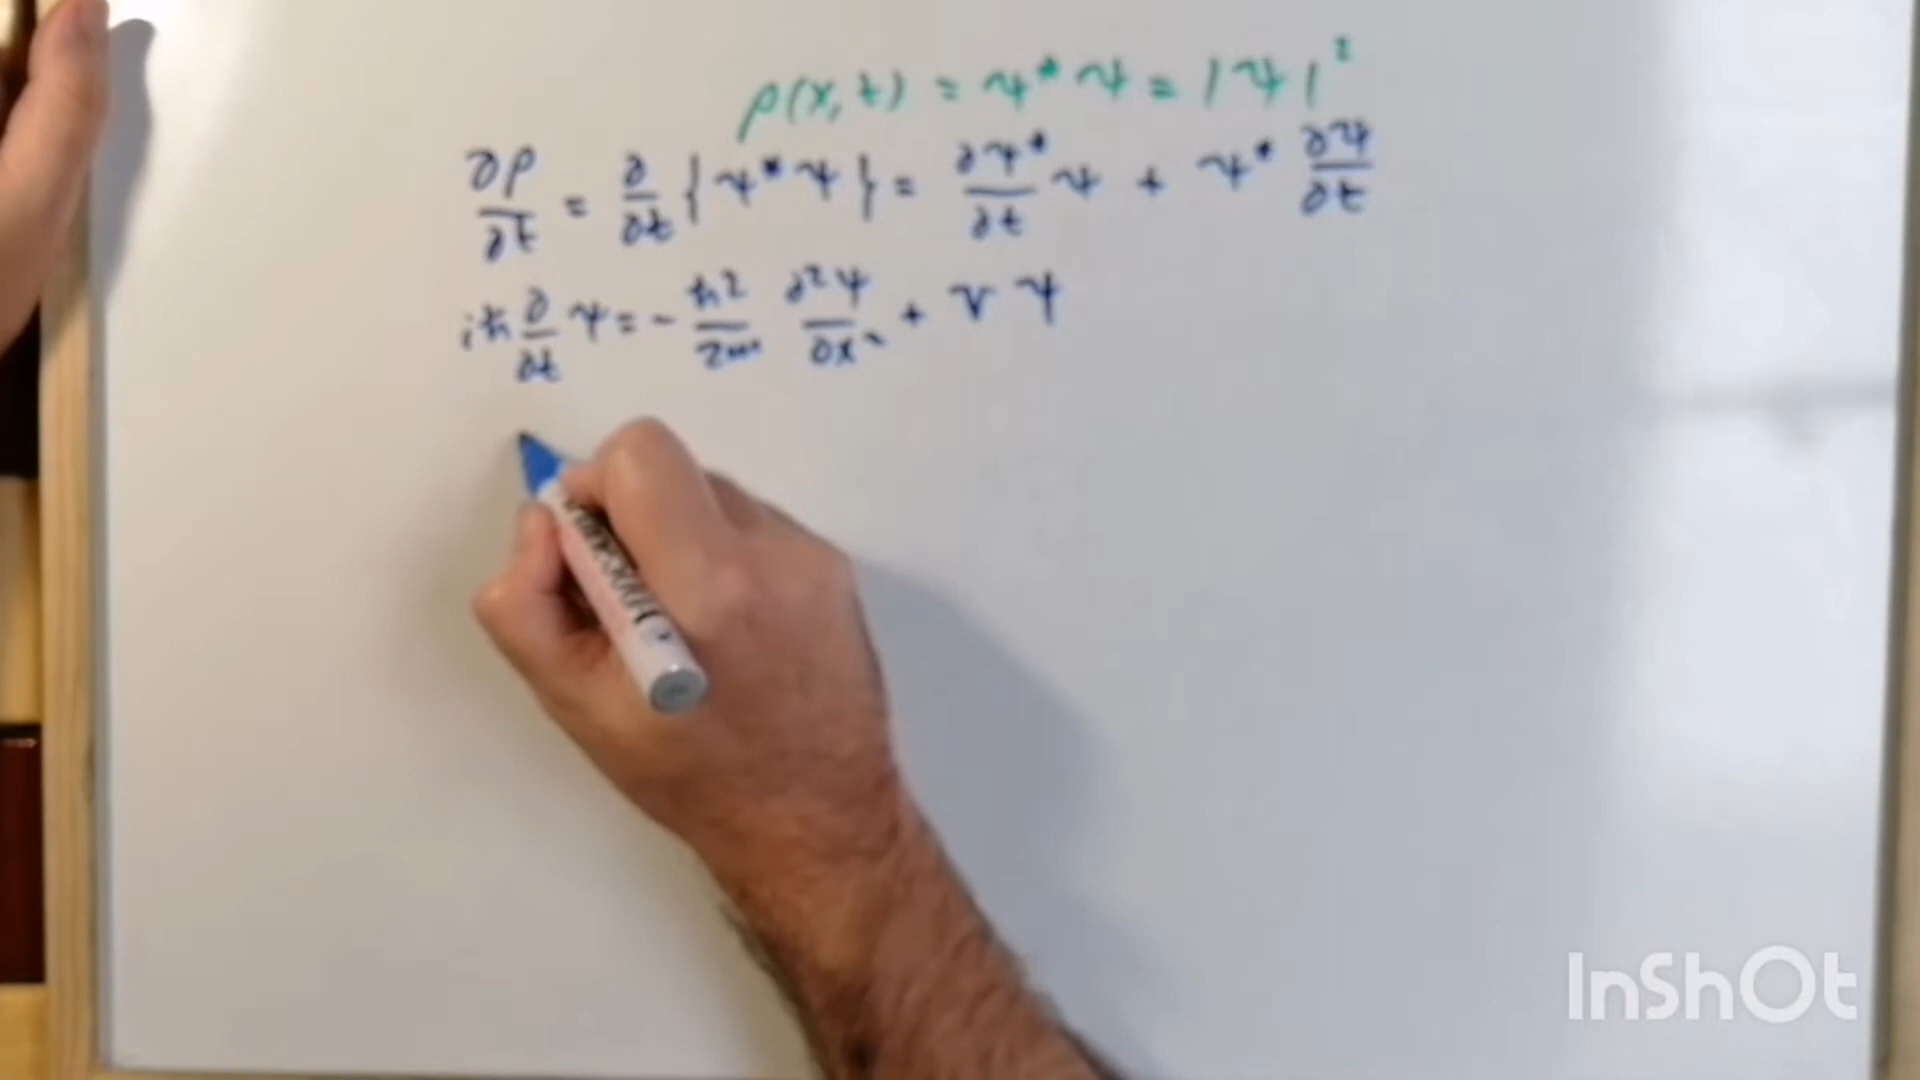 ρ(x,t) = ψ* ψ = |ψ|²
∂ρ/∂t = ∂/∂t {ψ* ψ} = ∂ψ*/∂t ψ + ψ* ∂ψ/∂t
iħ ∂/∂t ψ = - ħ²/2m ∂²ψ/∂x² + V ψ
InShOt